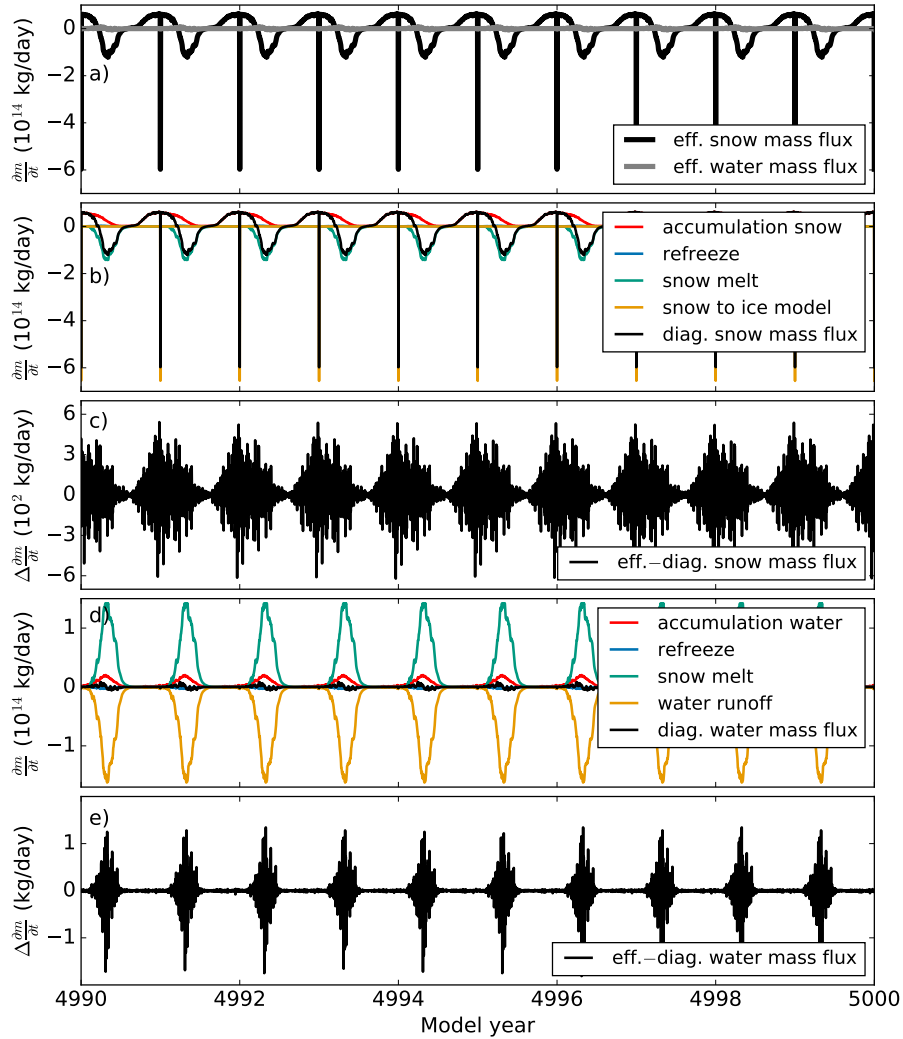 0
−2
−4
−6
∂m/∂t (10^14 kg/day)
a)
eff. snow mass flux
eff. water mass flux
0
−2
−4
−6
∂m/∂t (10^14 kg/day)
b)
accumulation snow
refreeze
snow melt
snow to ice model
diag. snow mass flux
6
3
0
−3
−6
Δ∂m/∂t (10^2 kg/day)
c)
eff.−diag. snow mass flux
1
0
−1
∂m/∂t (10^14 kg/day)
d)
accumulation water
refreeze
snow melt
water runoff
diag. water mass flux
1
0
−1
Δ∂m/∂t (kg/day)
e)
eff.−diag. water mass flux
4990 4992 4994 4996 4998 5000
Model year